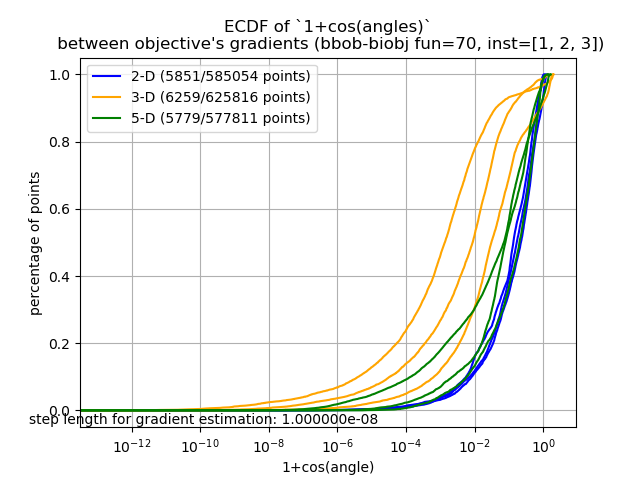 ECDF of `1+cos(angles)`
between objective's gradients (bbob-biobj fun=70, inst=[1, 2, 3])
1.0
0.8
0.6
0.4
0.2
0.0
percentage of points
2-D (5851/585054 points)
3-D (6259/625816 points)
5-D (5779/577811 points)
step length for gradient estimation: 1.000000e-08
10⁻¹² 10⁻¹⁰ 10⁻⁸ 10⁻⁶ 10⁻⁴ 10⁻² 10⁰
1+cos(angle)